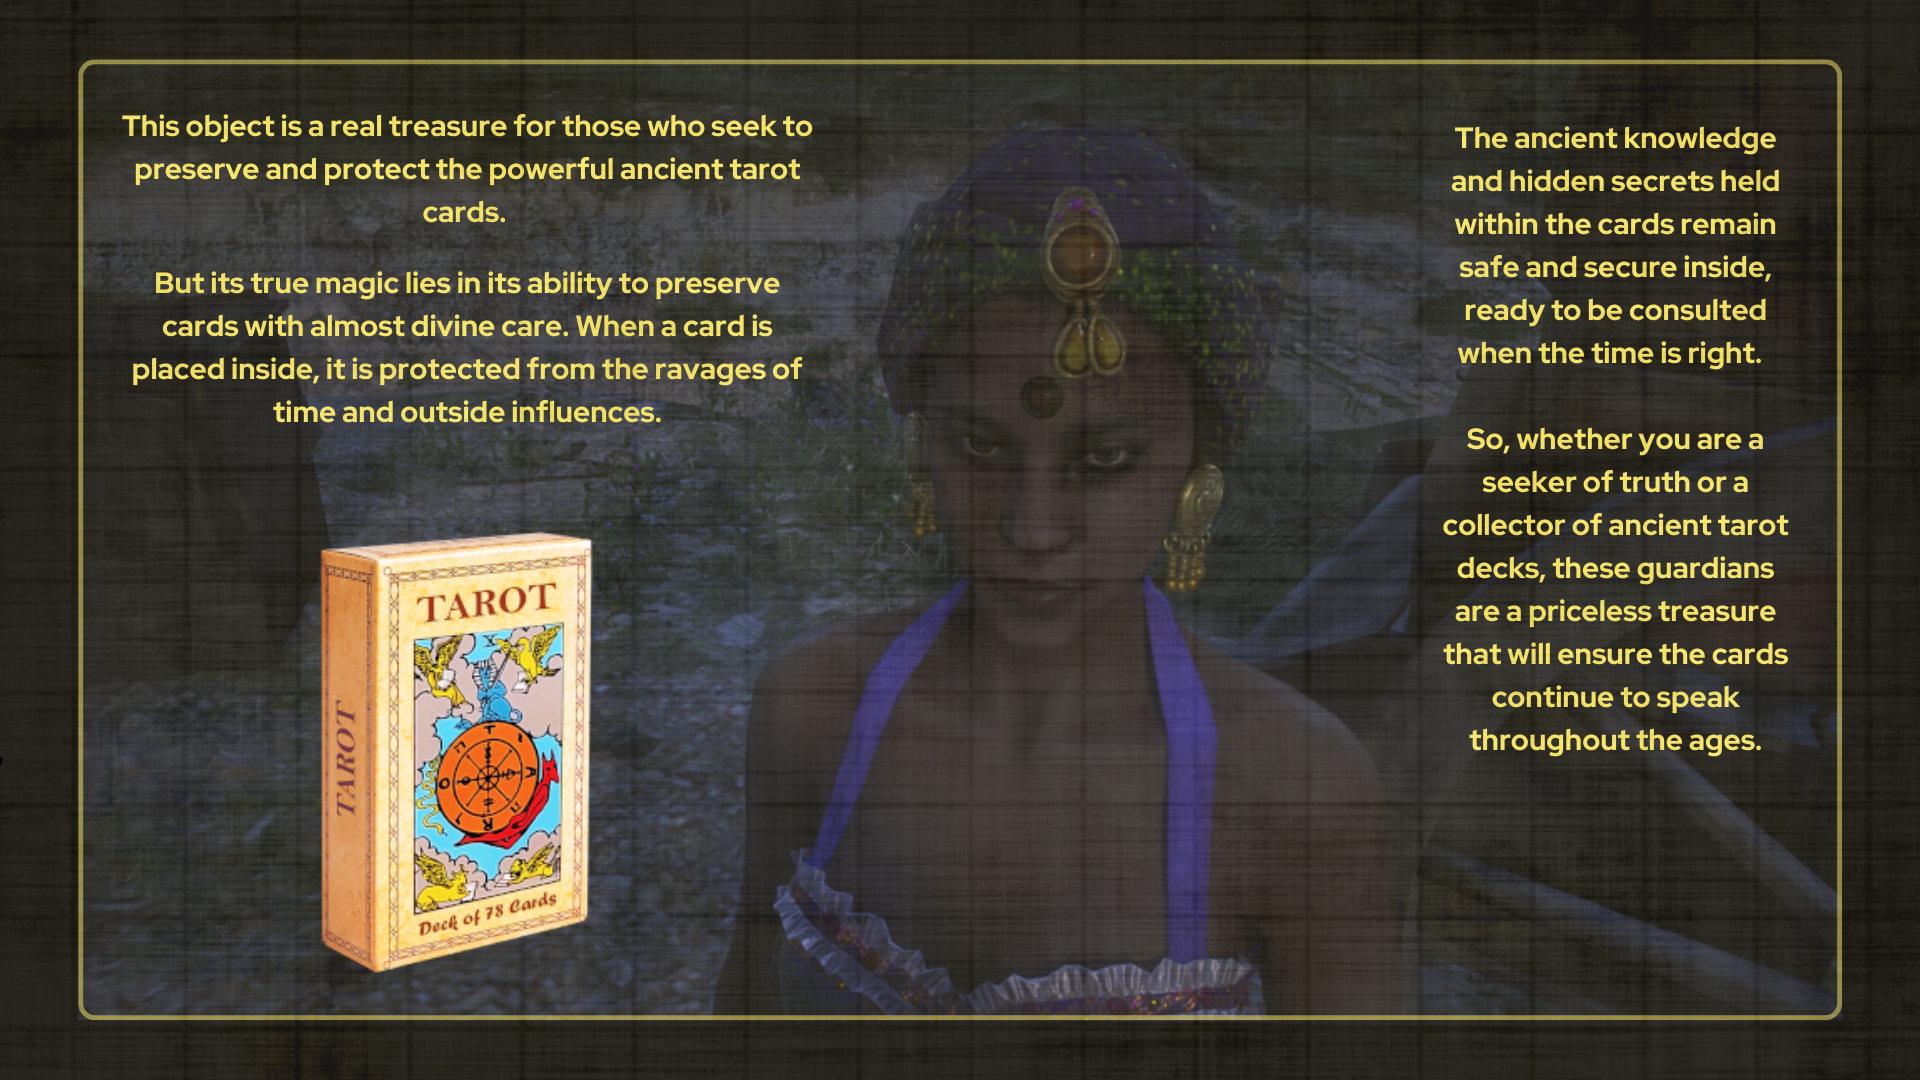 This object is a real treasure for those who seek to
preserve and protect the powerful ancient tarot
cards.
But its true magic lies in its ability to preserve
cards with almost divine care. When a card is
placed inside, it is protected from the ravages of
time and outside influences.
TAROT
TAROT
Deck of 78 Cards
The ancient knowledge
and hidden secrets held
within the cards remain
safe and secure inside,
ready to be consulted
when the time is right.
So, whether you are a
seeker of truth or a
collector of ancient tarot
decks, these guardians
are a priceless treasure
that will ensure the cards
continue to speak
throughout the ages.